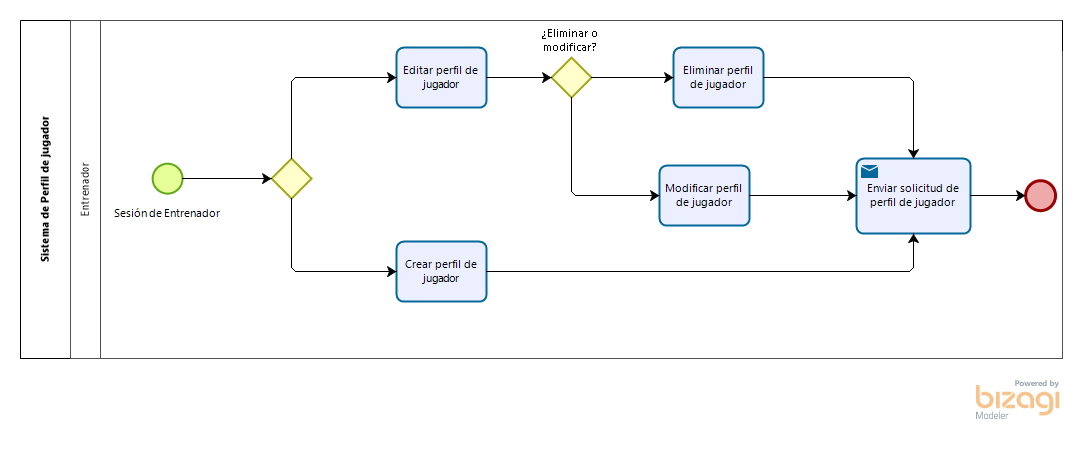 Sistema de Perfil de jugador
Entrenador
Sesión de Entrenador
Editar perfil de
jugador
¿Eliminar o
modificar?
Eliminar perfil
de jugador
Modificar perfil
de jugador
Crear perfil de
jugador
Enviar solicitud de
perfil de jugador
Powered by
bizagi
Modeler